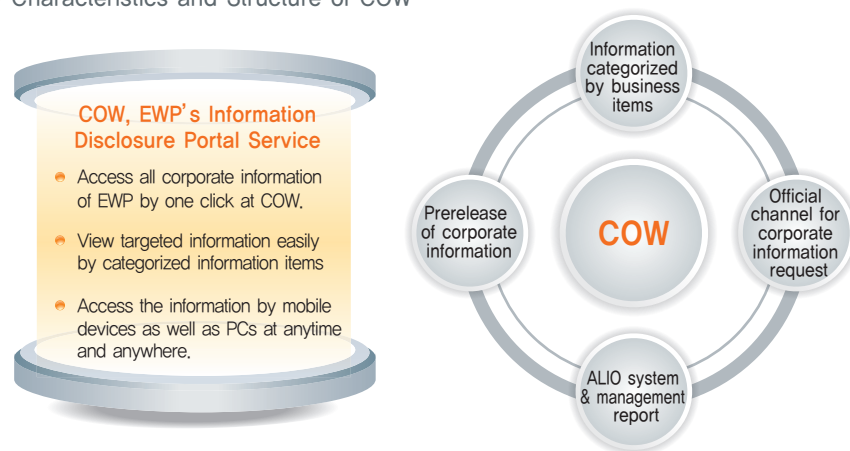 Characteristics and Structure of COW
COW, EWP's Information
Disclosure Portal Service
Access all corporate information
of EWP by one click at COW.
View targeted information easily
by categorized information items
Access the information by mobile
devices as well as PCs at anytime
and anywhere.
Information
categorized
by business
items
Prerelease
of corporate
information
COW
Official
channel for
corporate
information
request
ALIO system
& management
report